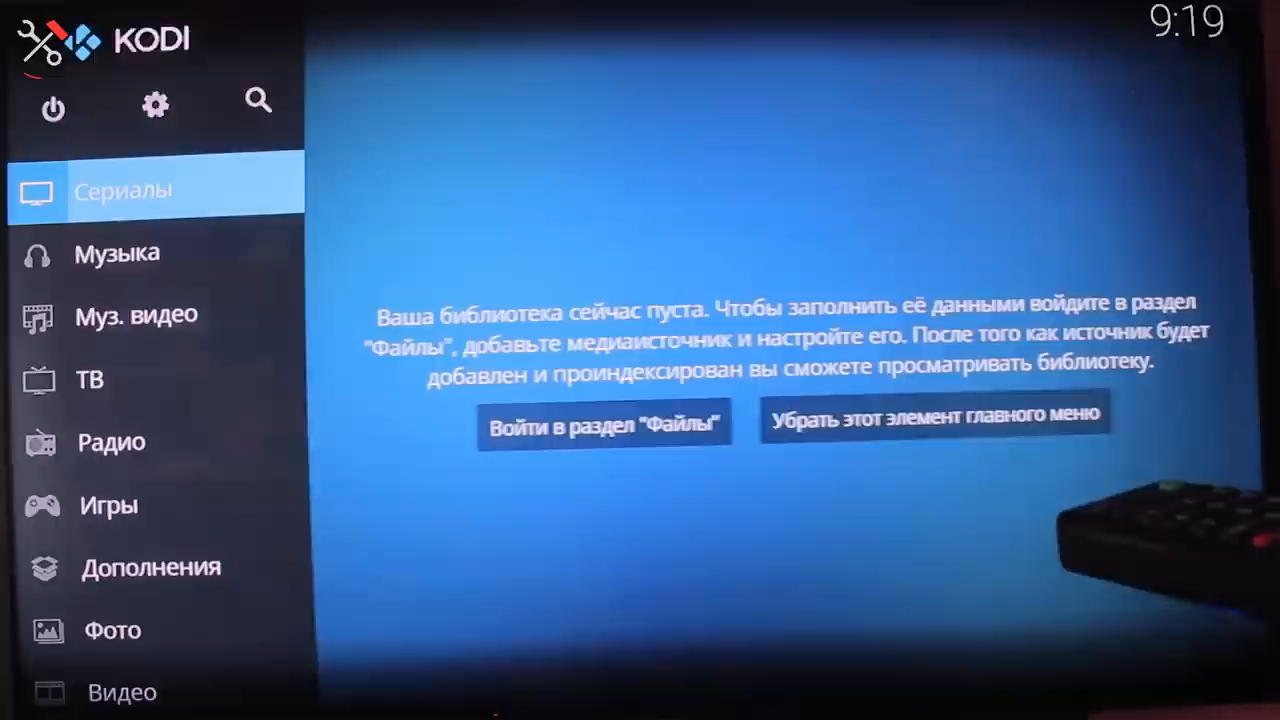 KODI
9:19
Сериалы
Музыка
Муз. видео
ТВ
Радио
Игры
Дополнения
Фото
Видео
Ваша библиотека сейчас пуста. Чтобы заполнить её данными войдите в раздел
"Файлы", добавьте медиаисточник и настройте его. После того как источник будет
добавлен и проиндексирован вы сможете просматривать библиотеку.
Войти в раздел "Файлы"
Убрать этот элемент главного меню